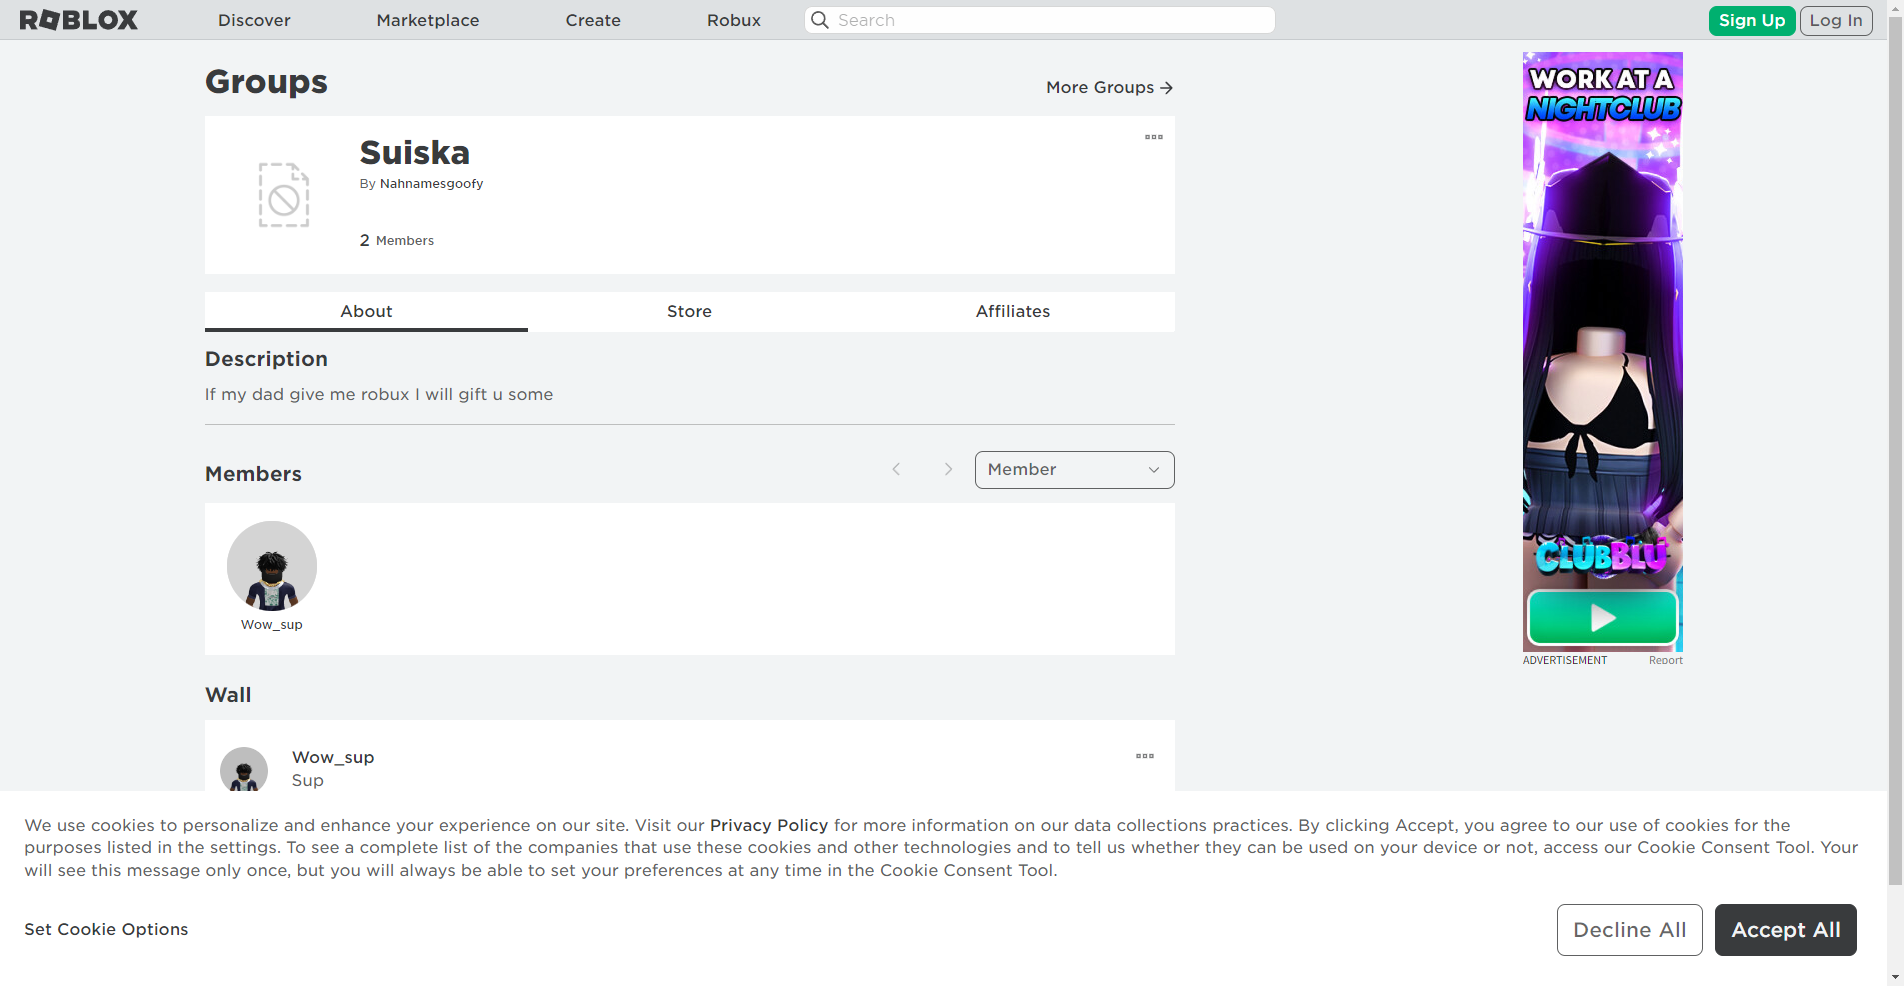 ROBLOX
Discover
Marketplace
Create
Robux
Search
Sign Up
Log In
Groups
More Groups
Suiska
By Nahnamesgoofy
2 Members
About
Store
Affiliates
Description
If my dad give me robux I will gift u some
Members
Member
Wow_sup
Wall
Wow_sup
Sup
WORK AT A
NIGHTCLUB
CLUBBLU
ADVERTISEMENT
Report
We use cookies to personalize and enhance your experience on our site. Visit our Privacy Policy for more information on our data collections practices. By clicking Accept, you agree to our use of cookies for the
purposes listed in the settings. To see a complete list of the companies that use these cookies and other technologies and to tell us whether they can be used on your device or not, access our Cookie Consent Tool. Your
will see this message only once, but you will always be able to set your preferences at any time in the Cookie Consent Tool.
Set Cookie Options
Decline All
Accept All